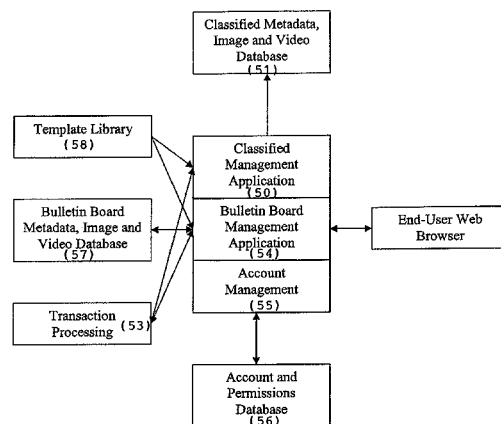 Classified Metadata,
Image and Video
Database
(51)
Template Library
(58)
Classified
Management
Application
(50)
Bulletin Board
Metadata, Image and
Video Database
(57)
Bulletin Board
Management
Application
(54)
End-User Web
Browser
Account
Management
(55)
Transaction
Processing (53)
Account and
Permissions
Database
(56)